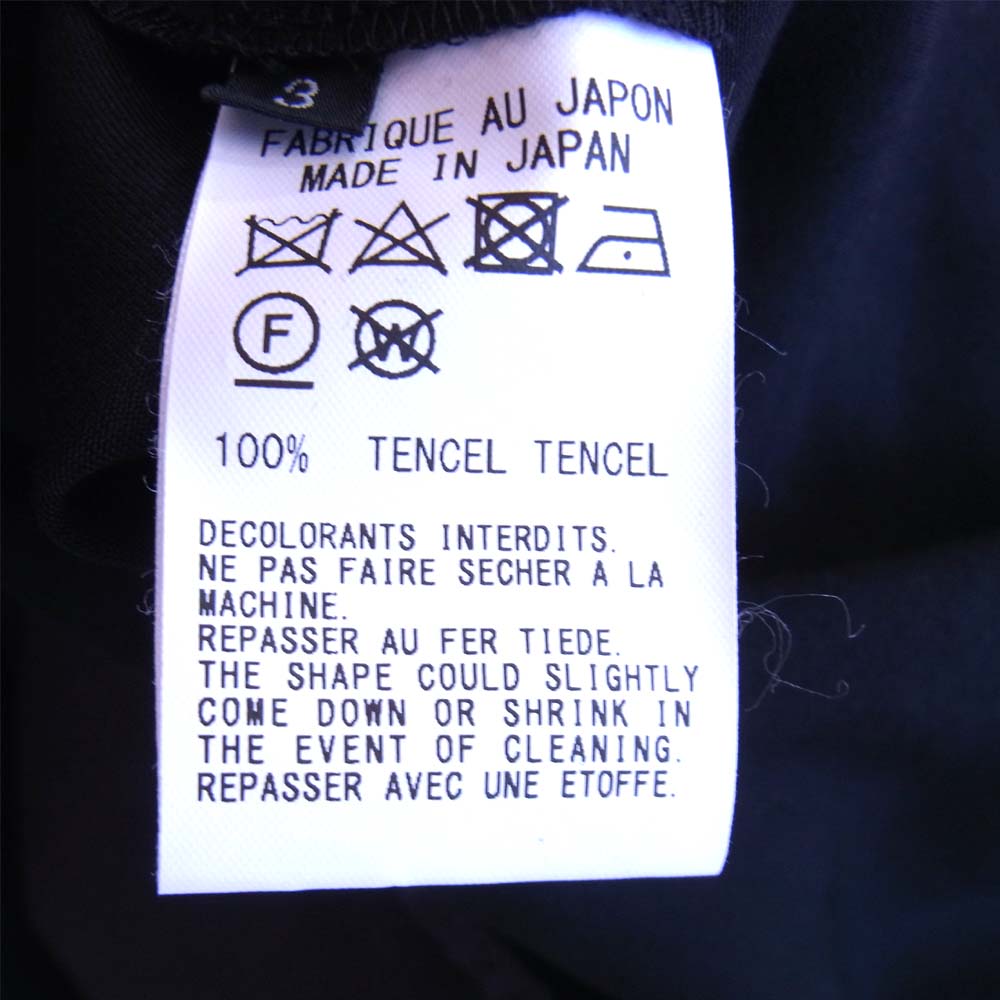 3
FABRIQUE AU JAPON
MADE IN JAPAN
F W
100% TENCEL TENCEL
DECOLORANTS INTERDITS.
NE PAS FAIRE SECHER A LA
MACHINE.
REPASSER AU FER TIEDE.
THE SHAPE COULD SLIGHTLY
COME DOWN OR SHRINK IN
THE EVENT OF CLEANING.
REPASSER AVEC UNE ETOFFE.